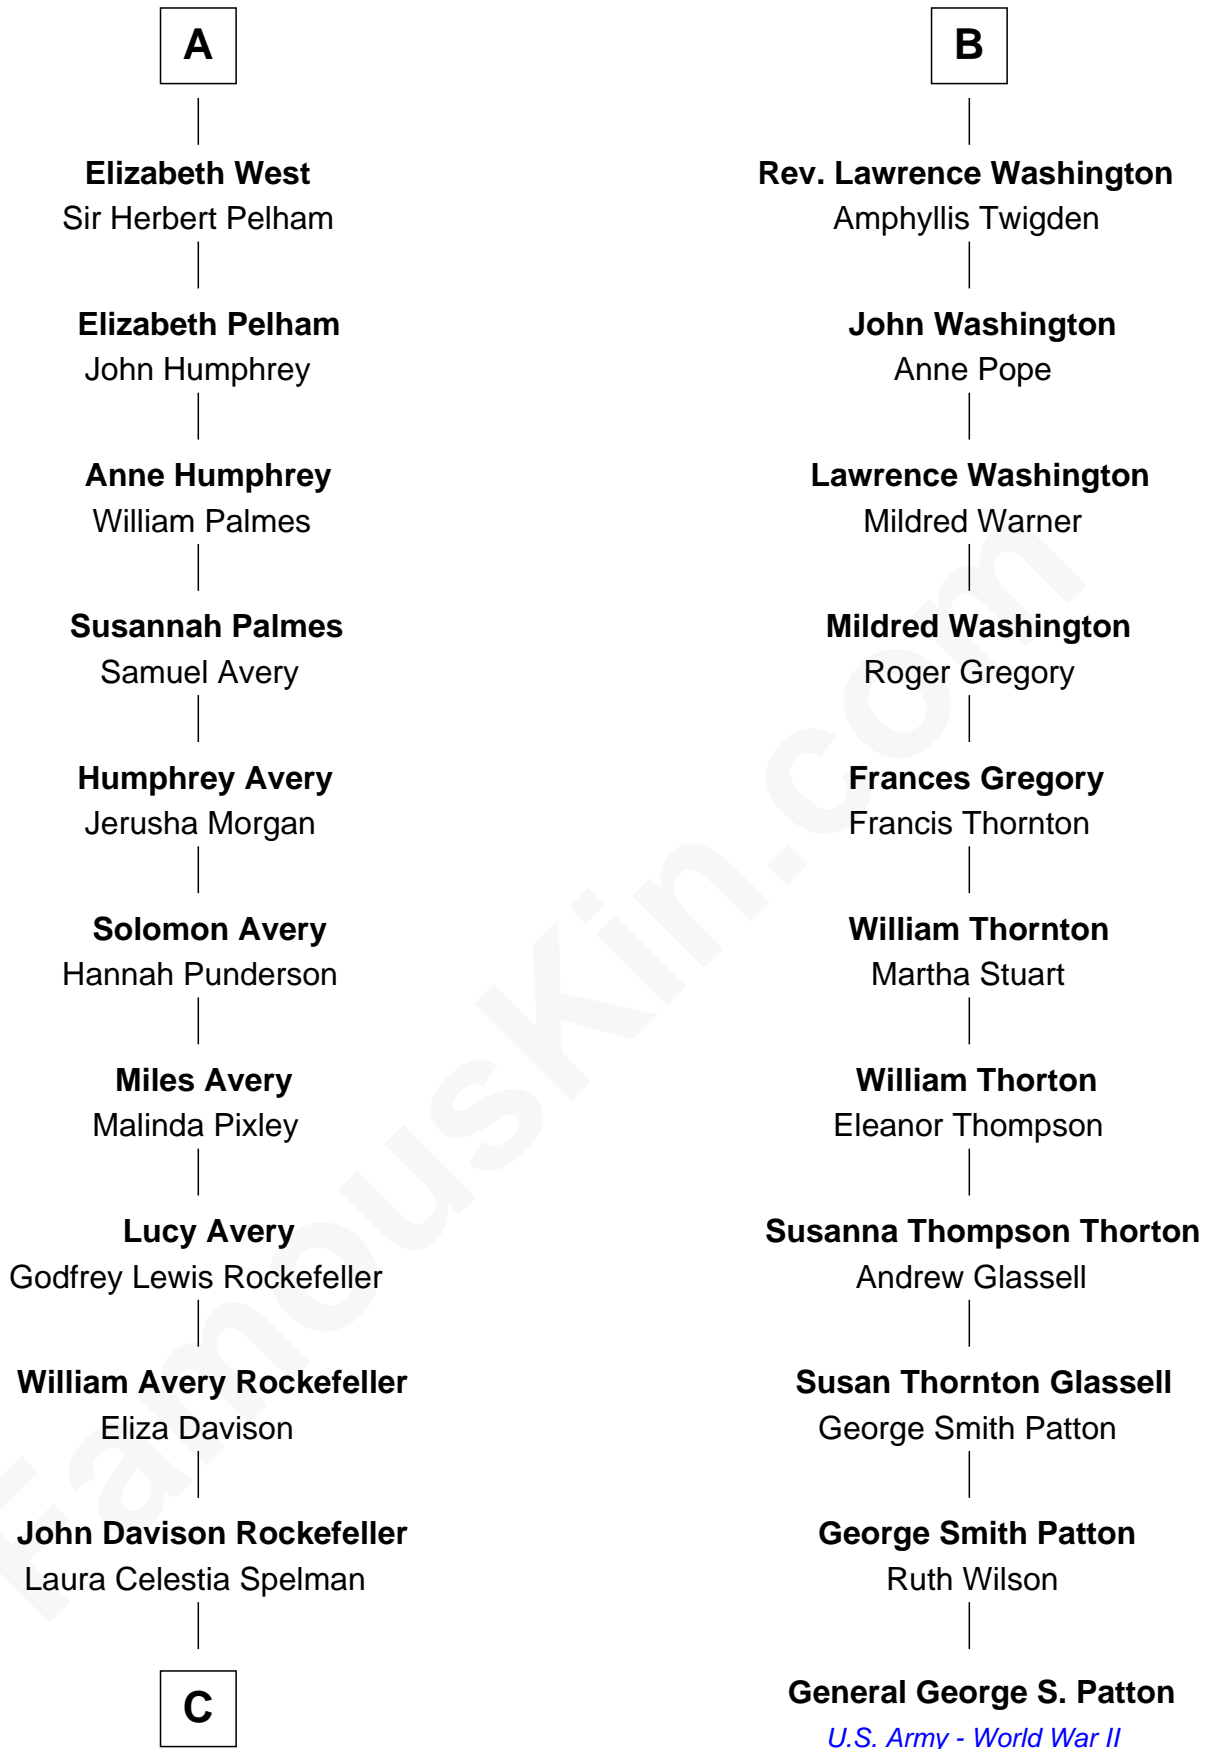 A
Elizabeth West
Sir Herbert Pelham
Elizabeth Pelham
John Humphrey
Anne Humphrey
William Palmes
Susannah Palmes
Samuel Avery
Humphrey Avery
Jerusha Morgan
Solomon Avery
Hannah Punderson
Miles Avery
Malinda Pixley
Lucy Avery
Godfrey Lewis Rockefeller
William Avery Rockefeller
Eliza Davison
John Davison Rockefeller
Laura Celestia Spelman
C
B
Rev. Lawrence Washington
Amphyllis Twigden
John Washington
Anne Pope
Lawrence Washington
Mildred Warner
Mildred Washington
Roger Gregory
Frances Gregory
Francis Thornton
William Thornton
Martha Stuart
William Thorton
Eleanor Thompson
Susanna Thompson Thorton
Andrew Glassell
Susan Thornton Glassell
George Smith Patton
George Smith Patton
Ruth Wilson
General George S. Patton
U.S. Army - World War II
FamousKin.com